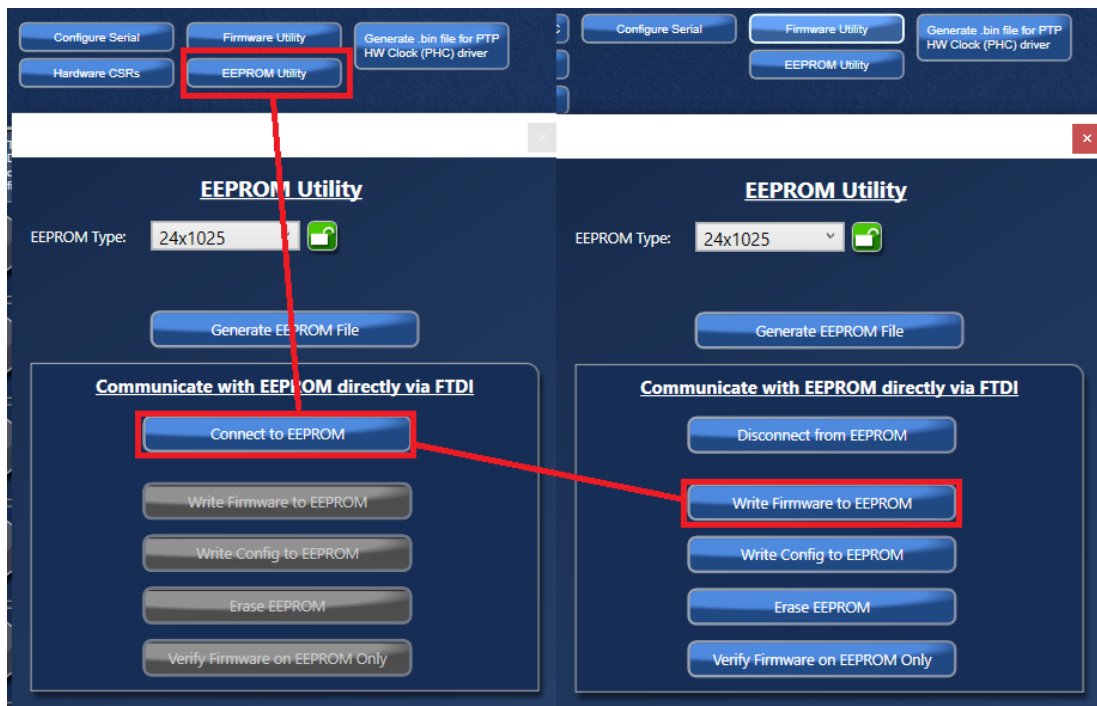 Configure Serial
Firmware Utility
Generate .bin file for PTP
HW Clock (PHC) driver
Hardware CSRs
EEPROM Utility
EEPROM Utility
EEPROM Type:
24x1025
Generate EEPROM File
Communicate with EEPROM directly via FTDI
Connect to EEPROM
Write Firmware to EEPROM
Write Config to EEPROM
Erase EEPROM
Verify Firmware on EEPROM Only
Configure Serial
Firmware Utility
Generate .bin file for PTP
HW Clock (PHC) driver
EEPROM Utility
EEPROM Utility
EEPROM Type:
24x1025
Generate EEPROM File
Communicate with EEPROM directly via FTDI
Disconnect from EEPROM
Write Firmware to EEPROM
Write Config to EEPROM
Erase EEPROM
Verify Firmware on EEPROM Only